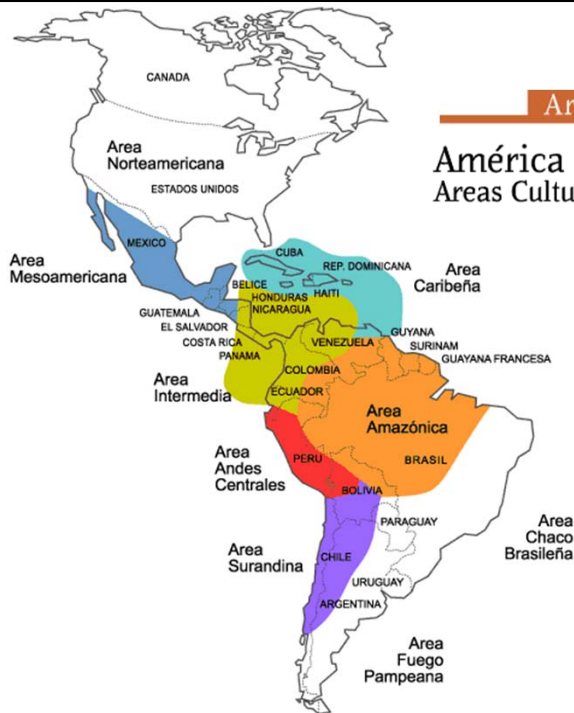 CANADA
Ar
Area
Norteamericana
América
Areas Cultu
ESTADOS UNIDOS
MEXICO
Area
Mesoamericana
CUBA
REP. DOMINICANA
Area
Caribeña
BELICE
HAITI
HONDURAS
NICARAGUA
GUATEMALA
EL SALVADOR
COSTA RICA
PANAMA
VENEZUELA
GUYANA
SURINAM
GUAYANA FRANCESA
COLOMBIA
Area
Intermedia
ECUADOR
Area
Amazónica
PERU
BRASIL
Area
Andes
Centrales
BOLIVIA
PARAGUAY
Area
Chaco
Brasileña
Area
Surandina
CHILE
URUGUAY
ARGENTINA
Area
Fuego
Pampeana